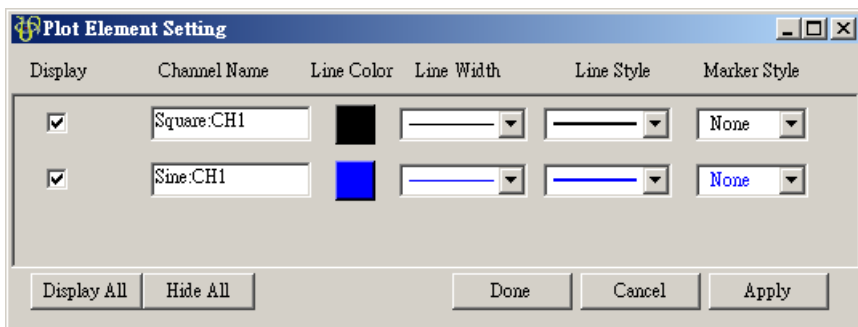 Plot Element Setting
Display Channel Name Line Color Line Width Line Style Marker Style
Square:CH1 None
Sine:CH1 None
Display All Hide All Done Cancel Apply